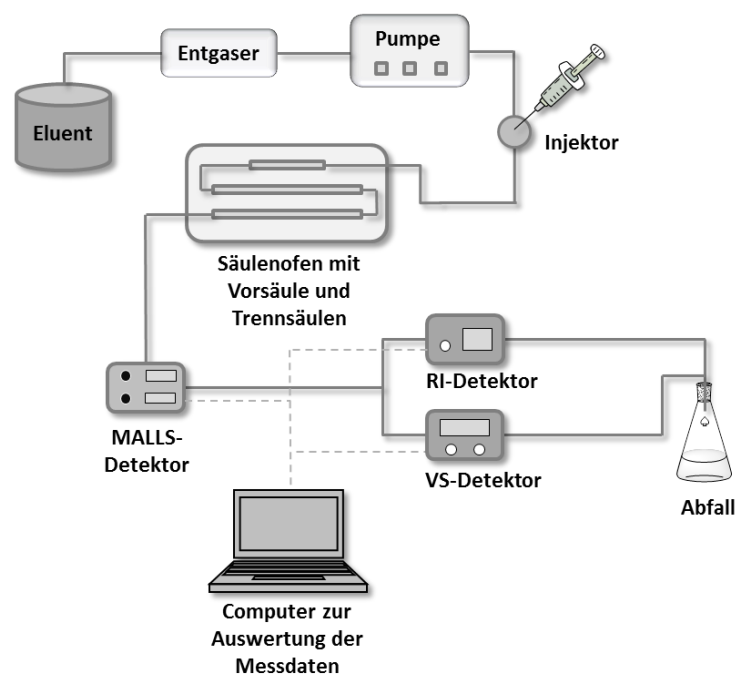 Eluent
Entgaser
Pumpe
Injektor
Säulenofen mit
Vorsäule und
Trennsäulen
MALLS-
Detektor
RI-Detektor
VS-Detektor
Abfall
Computer zur
Auswertung der
Messdaten